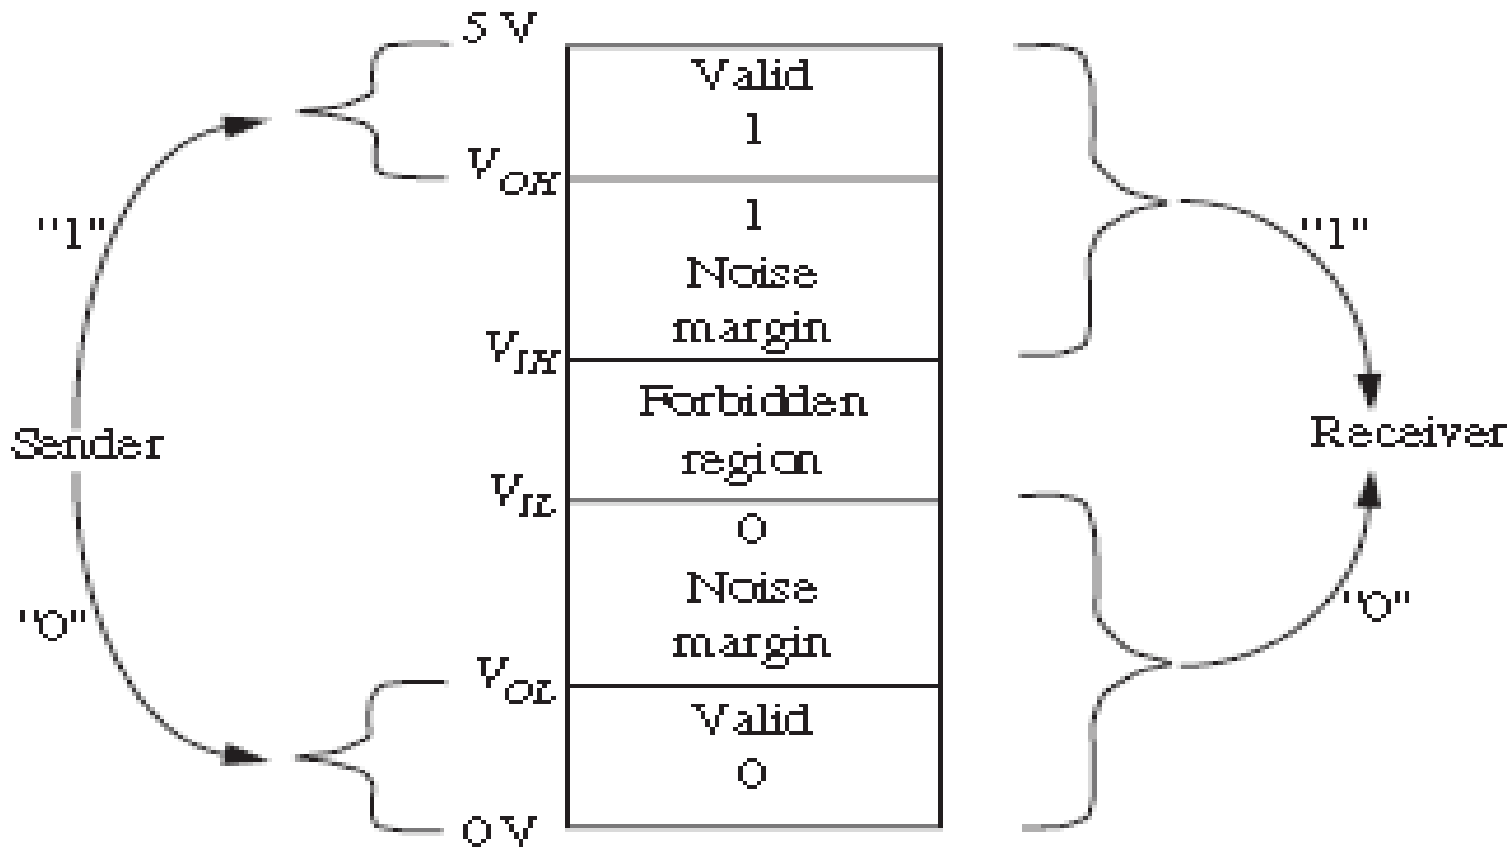 5 V
Valid
1
V_OH
1
"1"
"1"
Noise
margin
V_IH
Forbidden
Sender
Receiver
region
V_IL
0
Noise
"0"
"0"
margin
V_OL
Valid
0
0 V